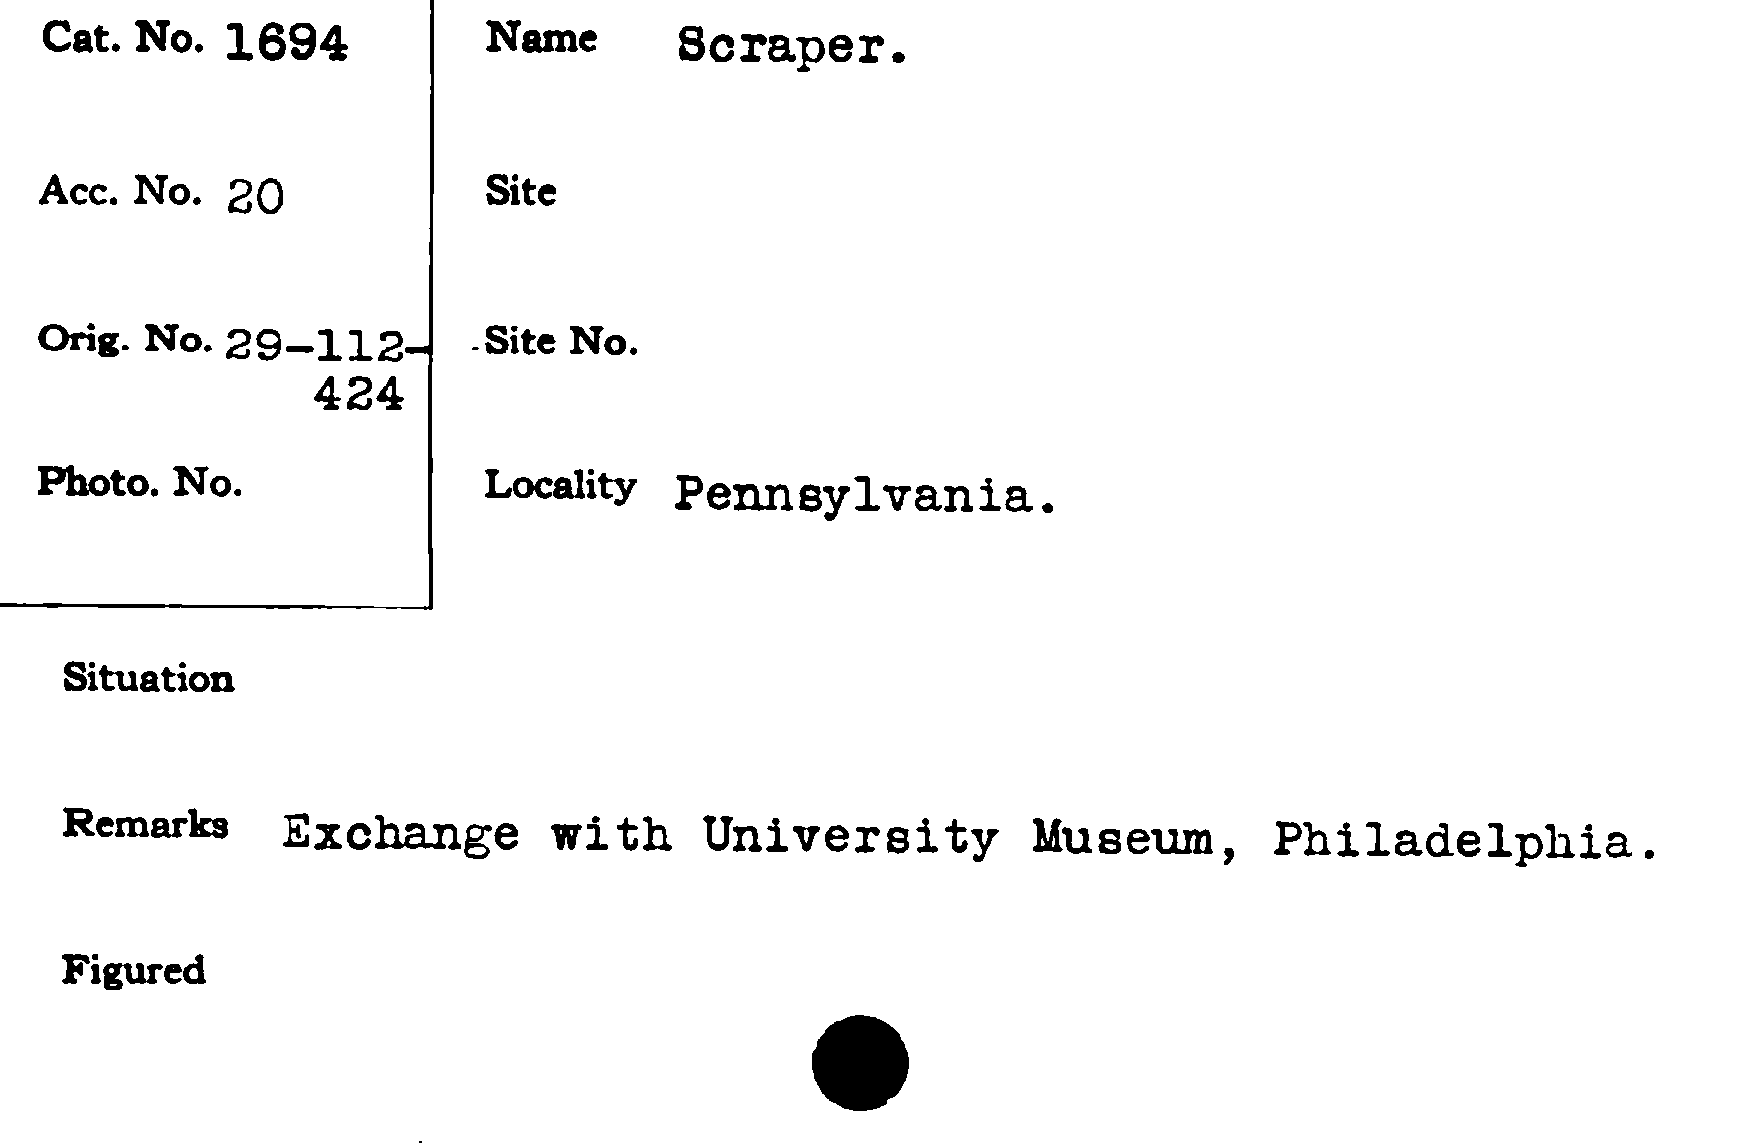 Cat. No. 1694
Name Scraper.
Acc. No. 20
Site
Orig. No. 29-112-
424
Site No.
Photo. No.
Locality Pennsylvania.
Situation
Remarks Exchange with University Museum, Philadelphia.
Figured